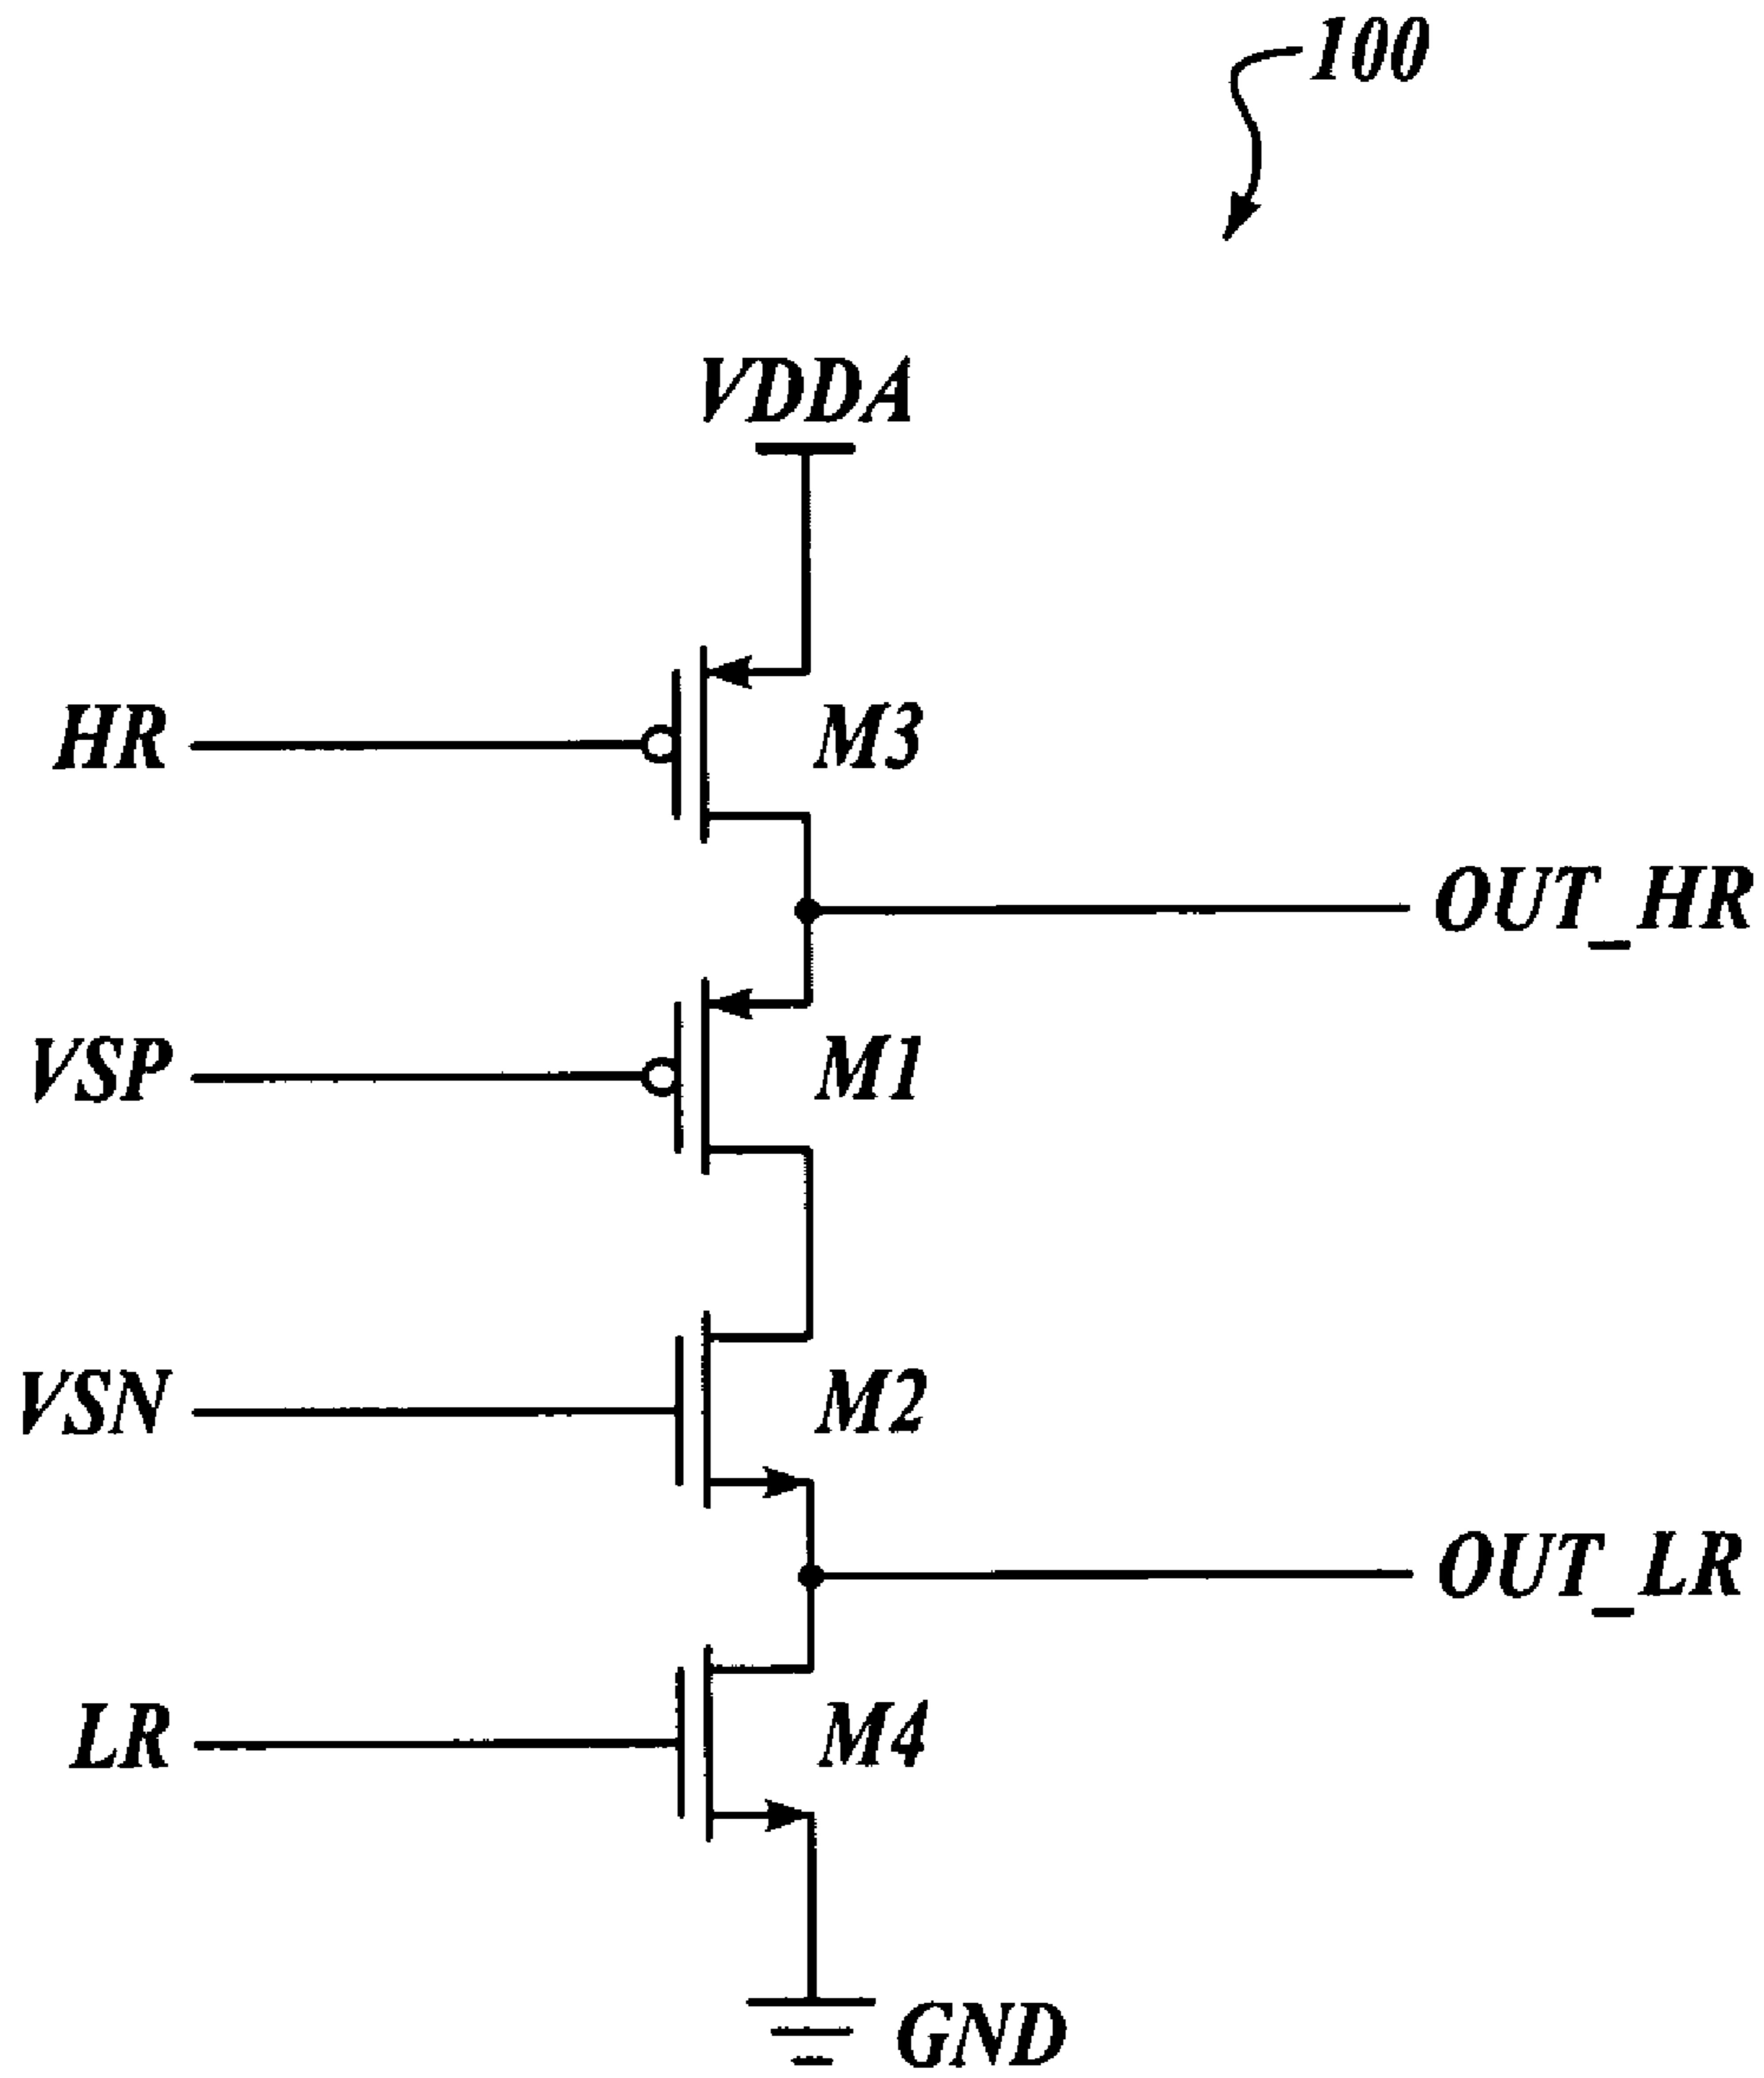 100
VDDA
HR
M3
OUT_HR
VSP
M1
VSN
M2
OUT_LR
LR
M4
GND